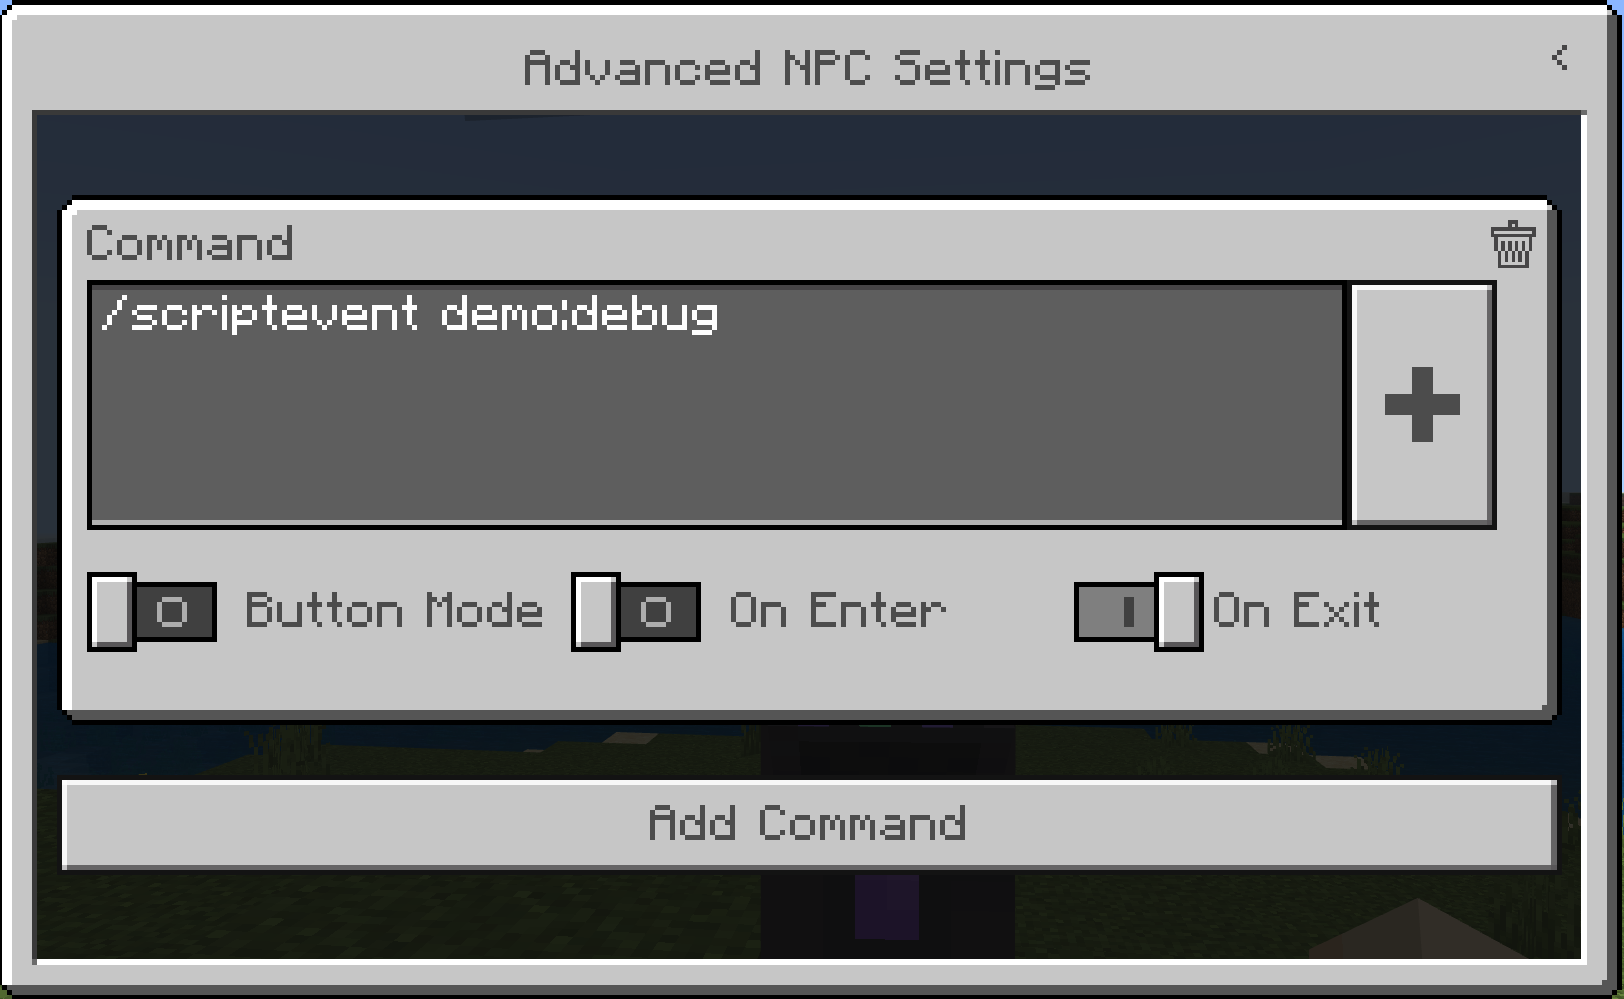 Advanced NPC Settings
<
Command
/scriptevent demo:debug
Button Mode
On Enter
On Exit
Add Command